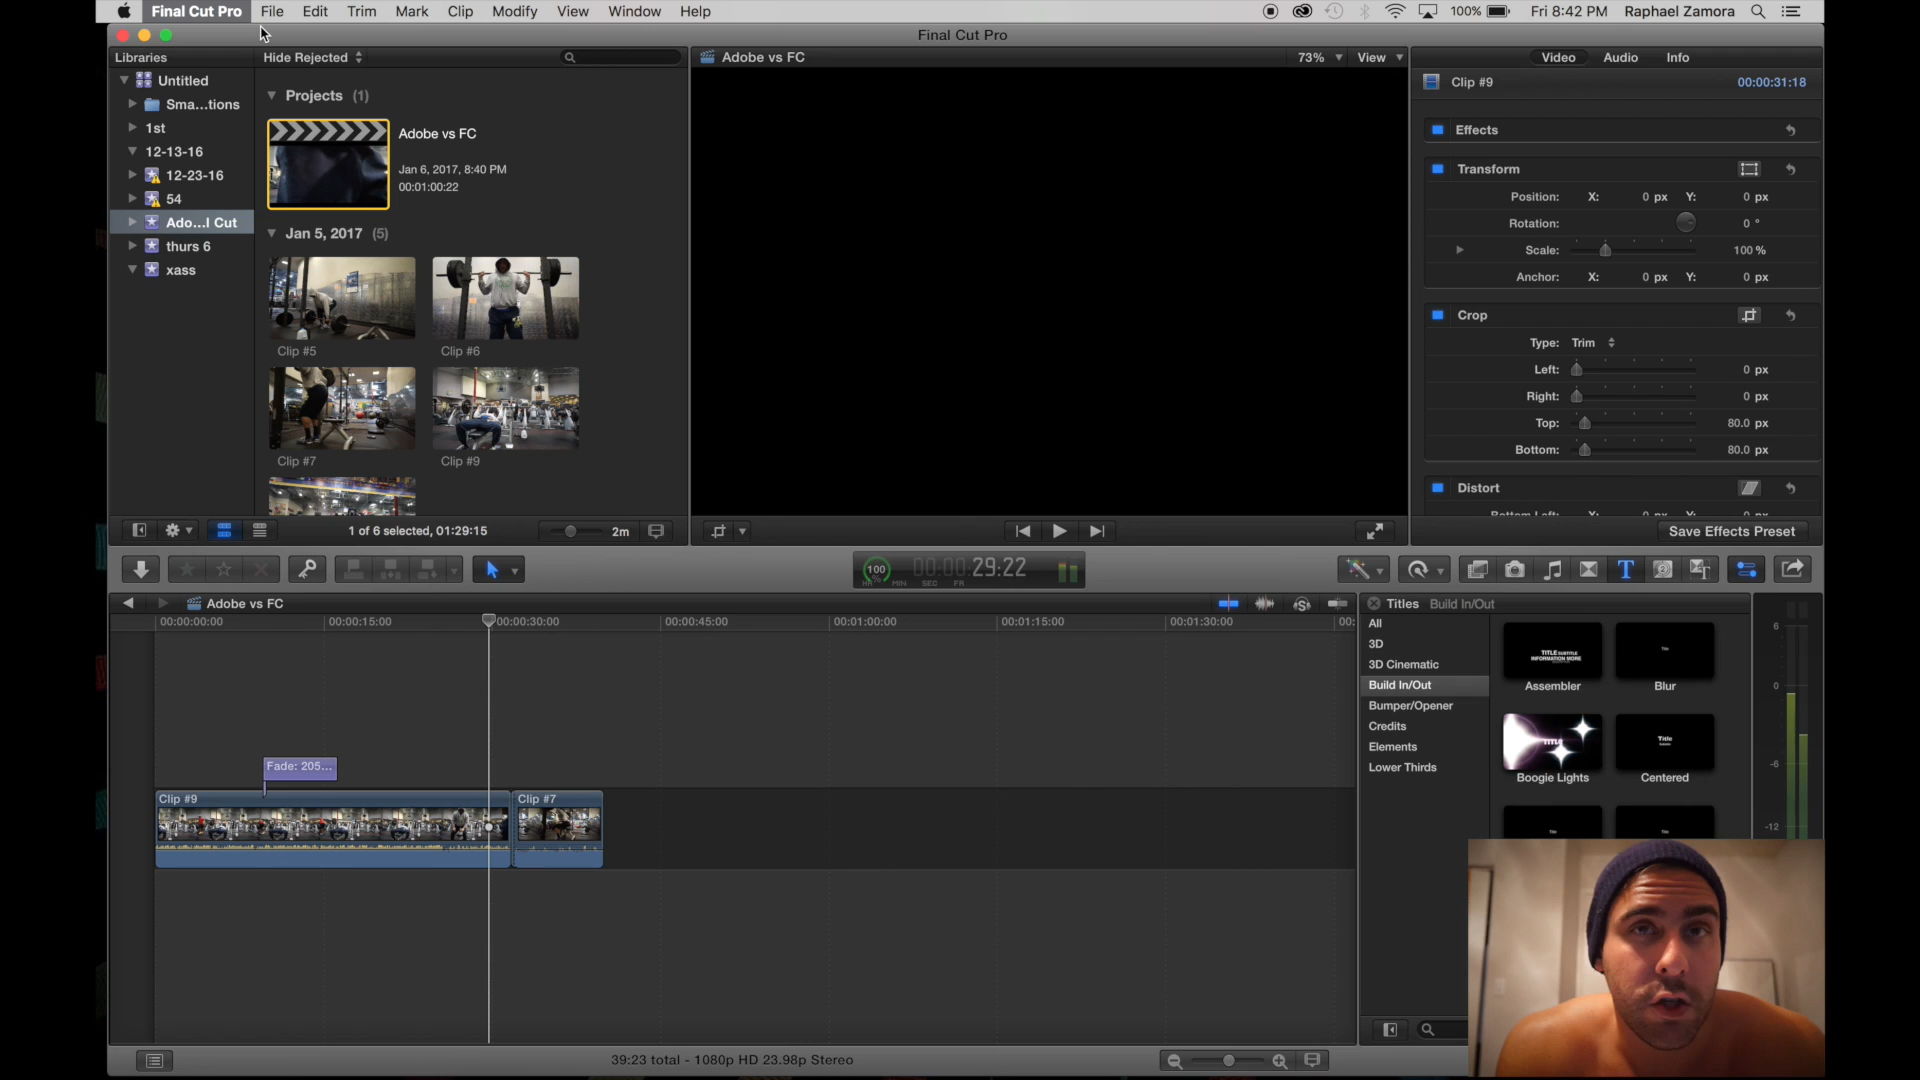 Final Cut Pro File Edit Trim Mark Clip Modify View Window Help 100% Fri 8:42 PM Raphael Zamora
Final Cut Pro
Libraries Hide Rejected Adobe vs FC 73% View Video Audio Info
Untitled
Sma...tions
1st
12-13-16
12-23-16
54
Ado...l Cut
thurs 6
xass
Projects (1)
Adobe vs FC
Jan 6, 2017, 8:40 PM
00:01:00:22
Jan 5, 2017 (5)
Clip #5 Clip #6
Clip #7 Clip #9
1 of 6 selected, 01:29:15 2m
Clip #9 00:00:31:18
Effects
Transform
Position: X: 0 px Y: 0 px
Rotation: 0 °
Scale: 100 %
Anchor: X: 0 px Y: 0 px
Crop
Type: Trim
Left: 0 px
Right: 0 px
Top: 80.0 px
Bottom: 80.0 px
Distort
Bottom Left: X: 0 px Y: 0 px
Save Effects Preset
100 % 00:00:29:22
HR MIN SEC FR
Adobe vs FC
00:00:00:00 00:00:15:00 00:00:30:00 00:00:45:00 00:01:00:00 00:01:15:00 00:01:30:00 00:
Fade: 205...
Clip #9 Clip #7
39:23 total - 1080p HD 23.98p Stereo
Titles Build In/Out
All
3D
3D Cinematic
Build In/Out
Bumper/Opener
Credits
Elements
Lower Thirds
TITLE SUBTITLE
INFORMATION MORE
Title
Assembler Blur
TITLE
Title
Subtitle
Boogie Lights Centered
Title Title
6
0
-6
-12